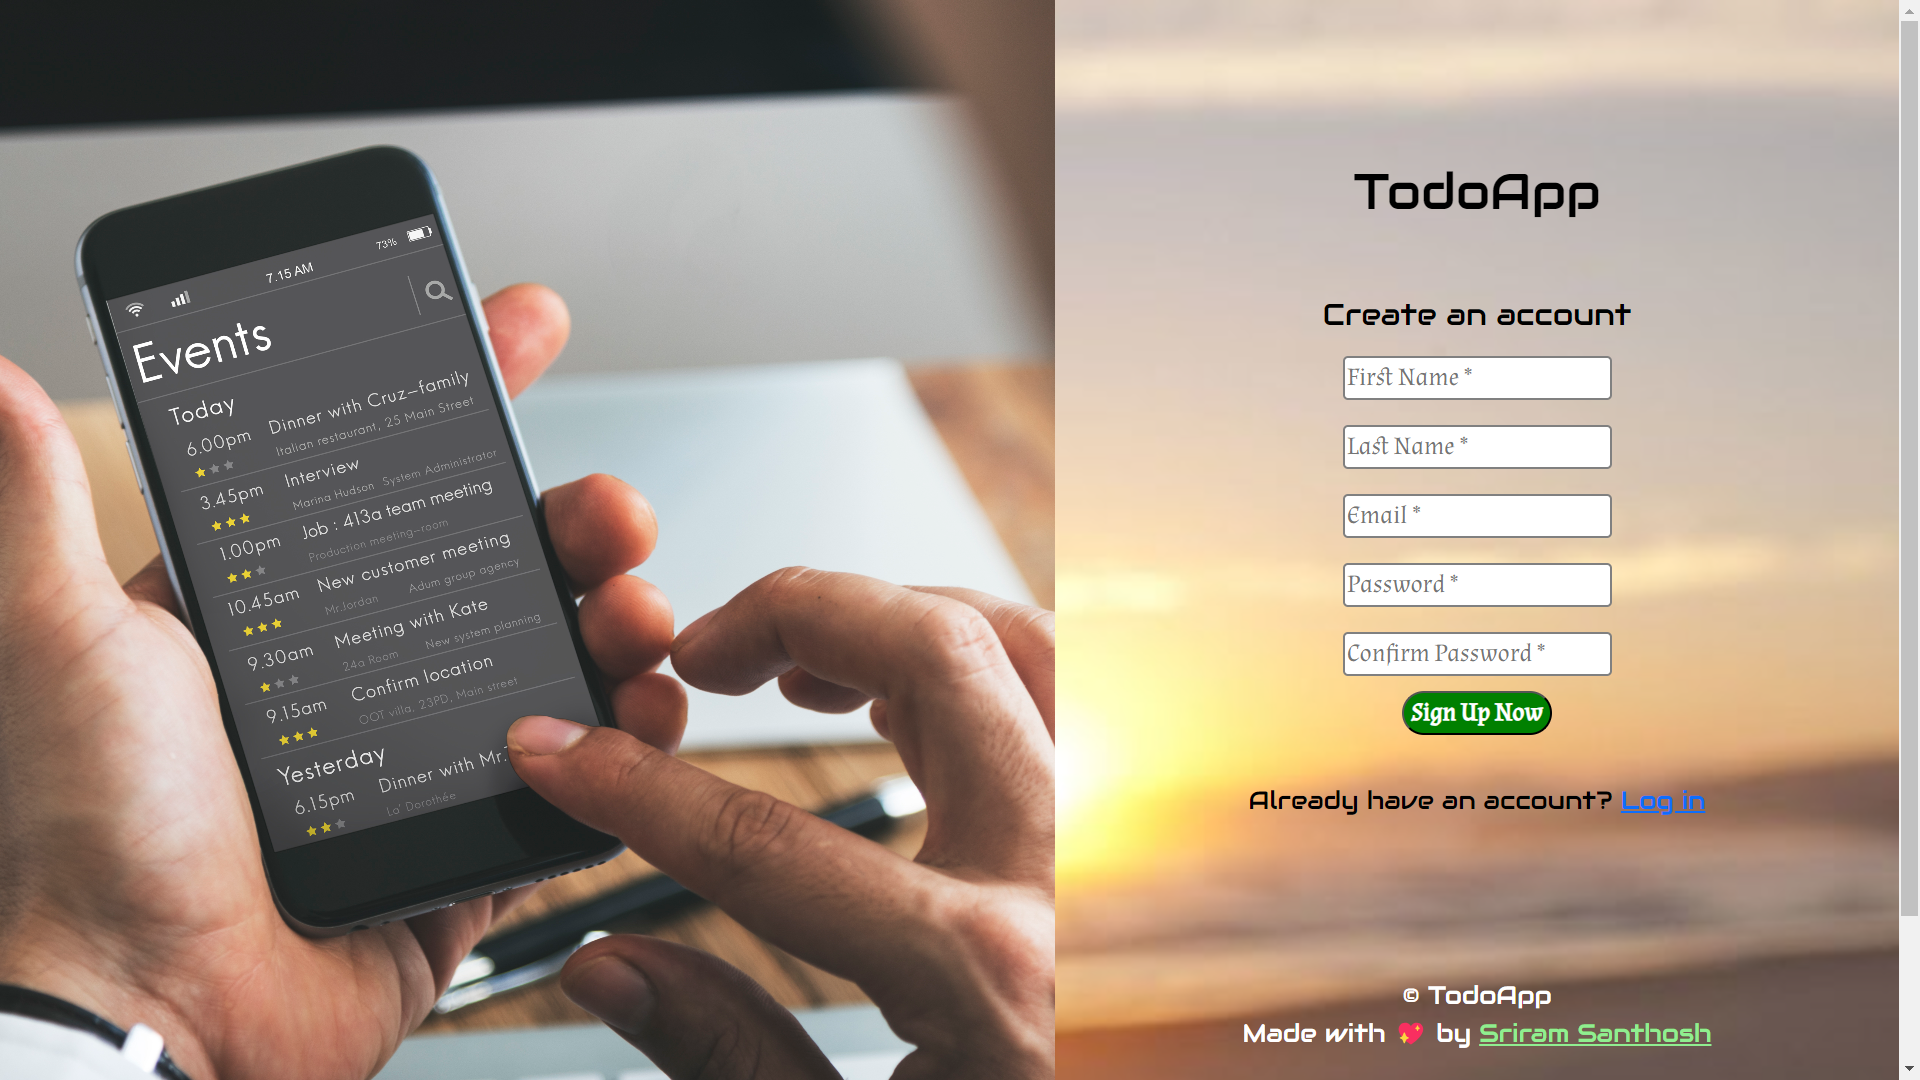 73%
7.15 AM
Events
Today
6.00pm Dinner with Cruz-family
Italian restaurant, 25 Main Street
3.45pm Interview
Marina Hudson System Administrator
1.00pm Job : 413a team meeting
Production meeting-room
10.45am New customer meeting
Mr.Iordan Adum group agency
9.30am Meeting with Kate
24a Room New system planning
9.15am Confirm location
OOT villa, 23PD, Main street
Yesterday
6.15pm Dinner with Mr.
La' Dorothée
TodoApp
Create an account
First Name *
Last Name *
Email *
Password *
Confirm Password *
Sign Up Now
Already have an account? Log in
© TodoApp
Made with 💖 by Sriram Santhosh